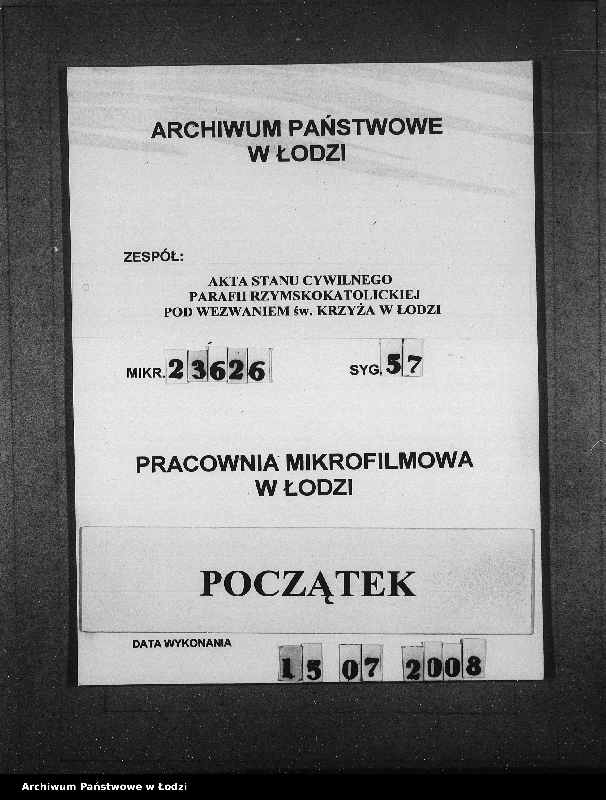 ARCHIWUM PAŃSTWOWE
W ŁODZI
ZESPÓŁ:
AKTA STANU CYWILNEGO
PARAFII RZYMSKOKATOLICKIEJ
POD WEZWANIEM św. KRZYŻA W ŁODZI
MIKR. 23626 SYG. 57
PRACOWNIA MIKROFILMOWA
W ŁODZI
POCZĄTEK
DATA WYKONANIA 15 07 2008
Archiwum Państwowe w Łodzi